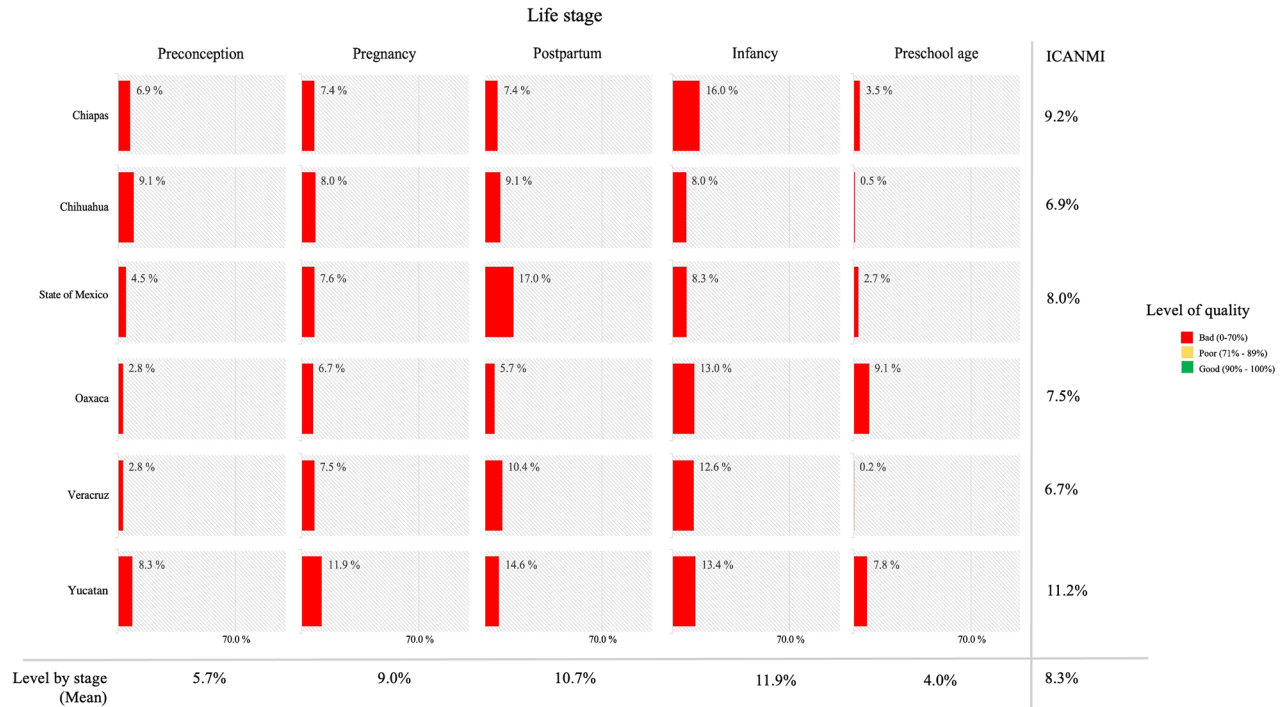 Life stage
Preconception Pregnancy Postpartum Infancy Preschool age ICANMI
Chiapas 6.9 % 7.4 % 7.4 % 16.0 % 3.5 % 9.2%
Chihuahua 9.1 % 8.0 % 9.1 % 8.0 % 0.5 % 6.9%
State of Mexico 4.5 % 7.6 % 17.0 % 8.3 % 2.7 % 8.0%
Level of quality
Bad (0-70%)
Poor (71% - 89%)
Good (90% - 100%)
Oaxaca 2.8 % 6.7 % 5.7 % 13.0 % 9.1 % 7.5%
Veracruz 2.8 % 7.5 % 10.4 % 12.6 % 0.2 % 6.7%
Yucatan 8.3 % 11.9 % 14.6 % 13.4 % 7.8 % 11.2%
70.0 % 70.0 % 70.0 % 70.0 % 70.0 %
Level by stage 5.7% 9.0% 10.7% 11.9% 4.0% 8.3%
(Mean)